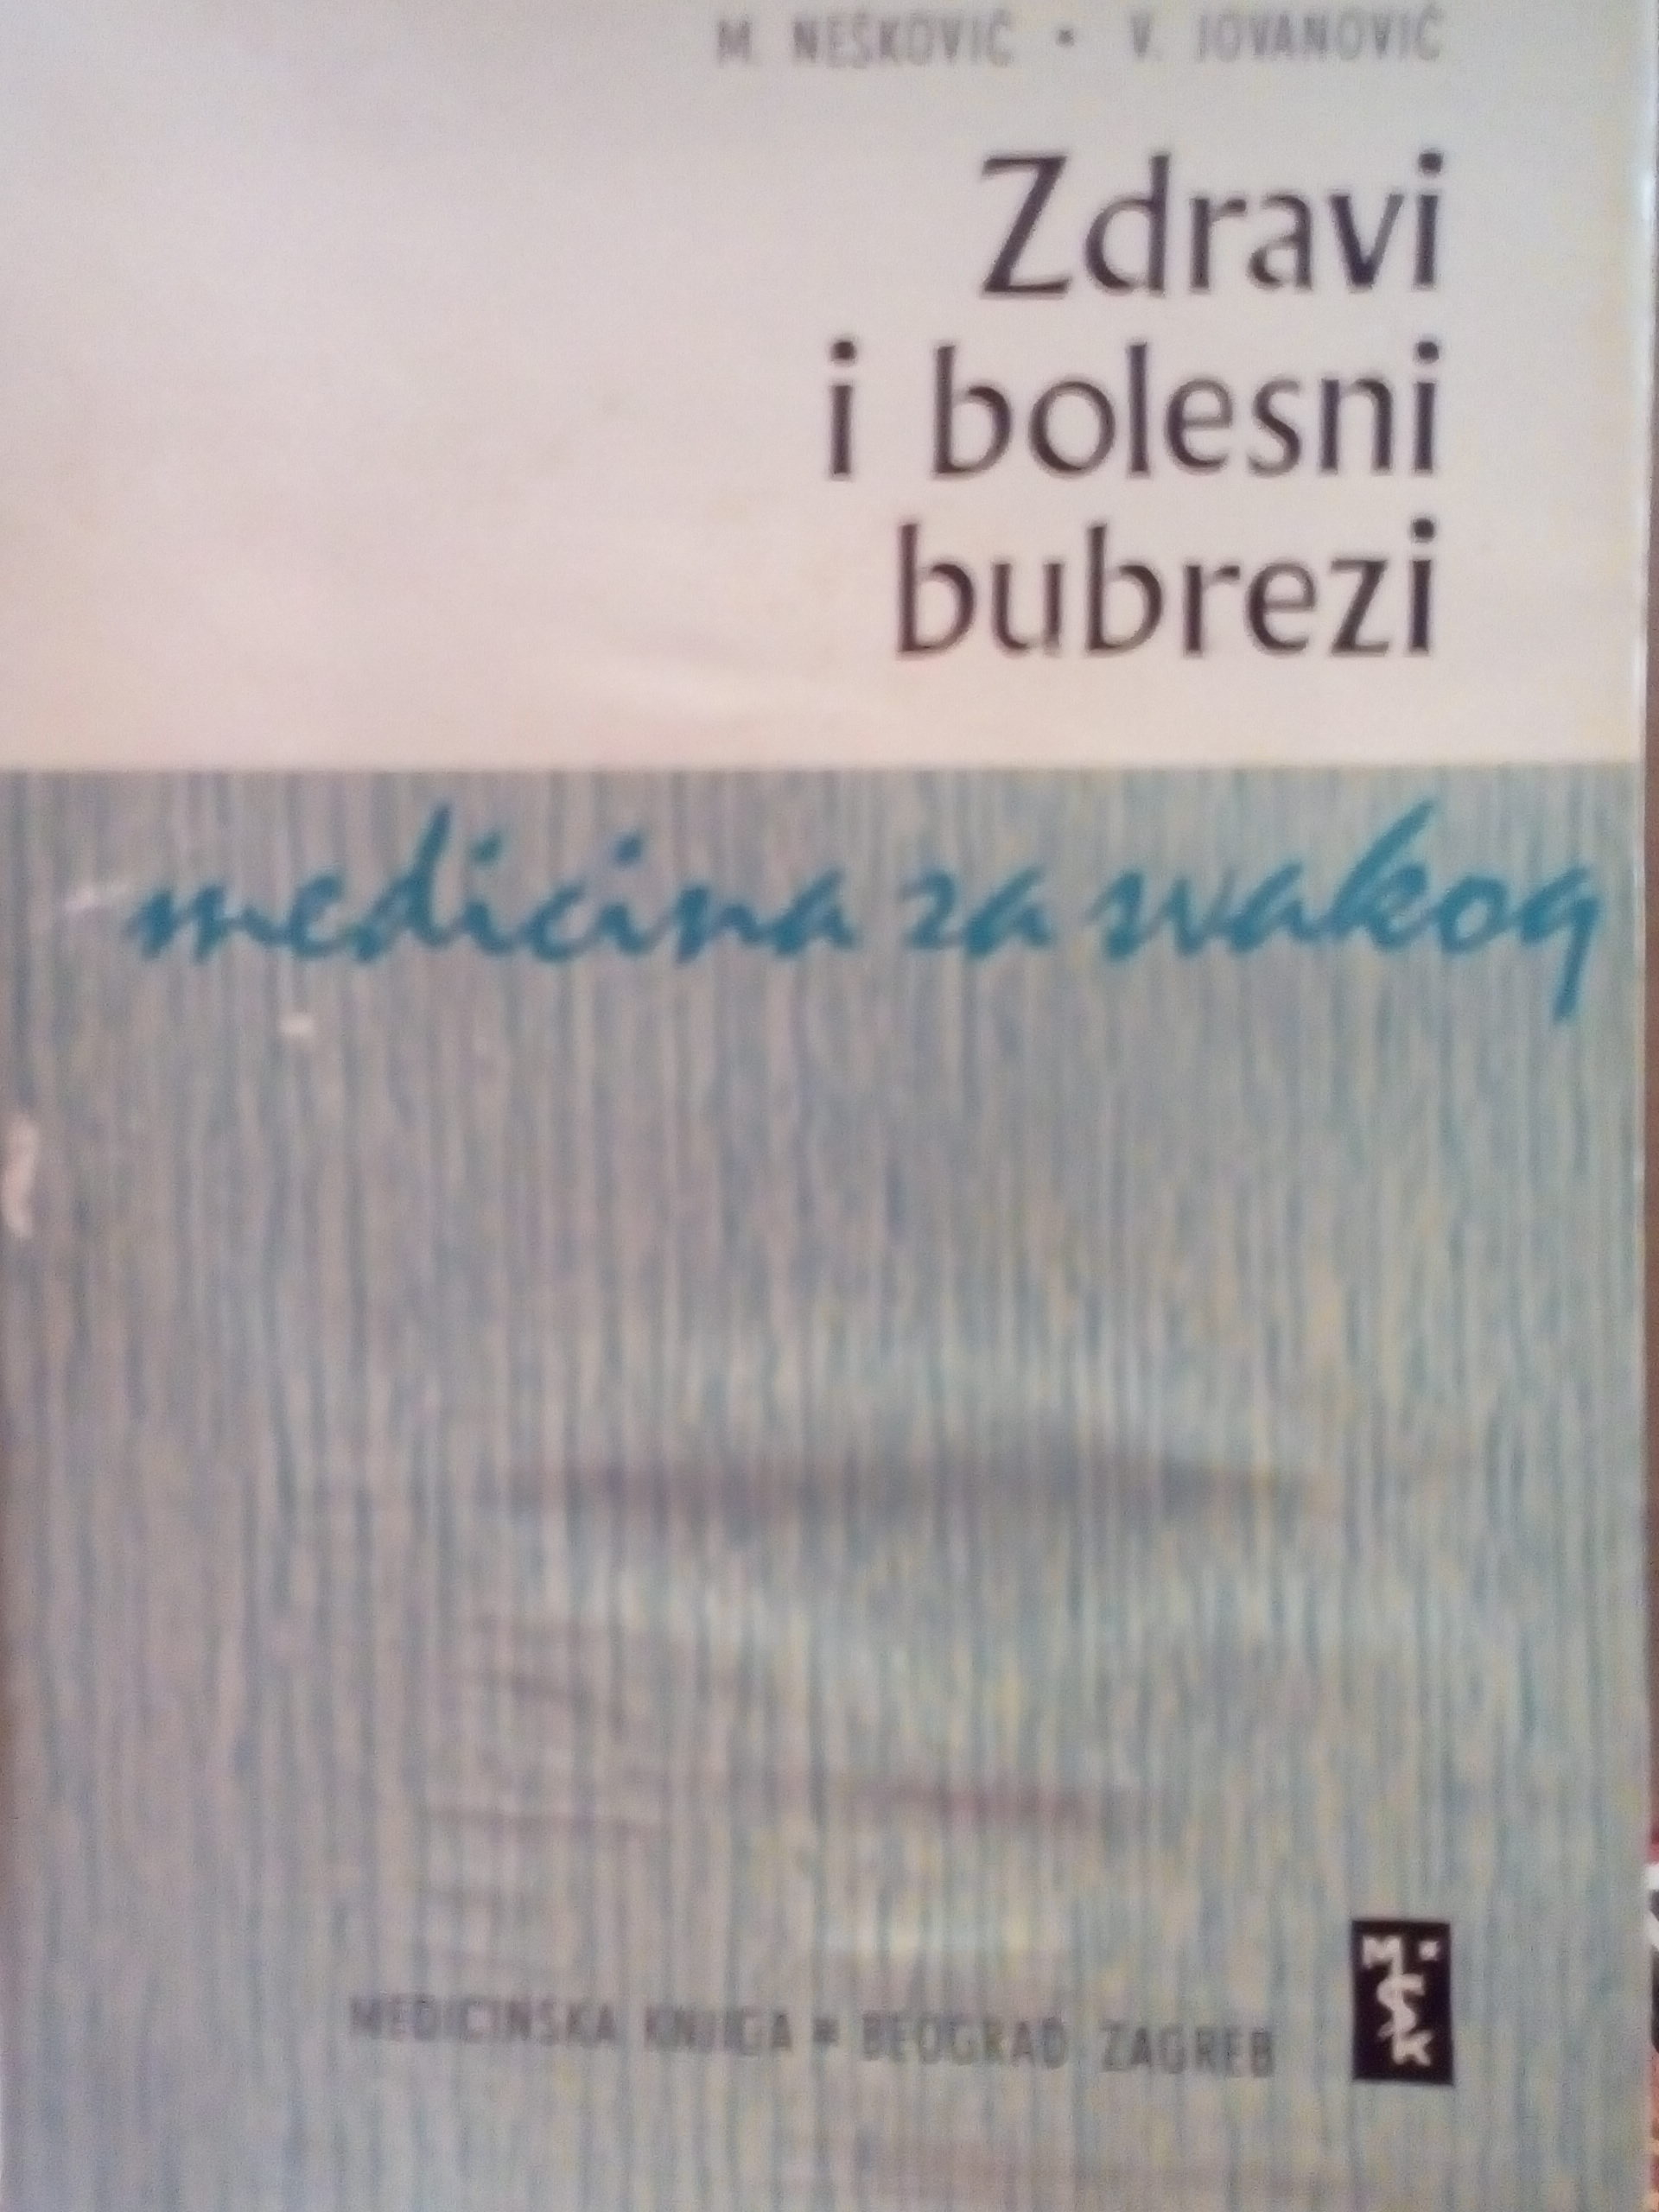 M. NEŠKOVIĆ • V. JOVANOVIĆ
Zdravi
i bolesni
bubrezi
medicina za svakog
MEDICINSKA KNJIGA * BEOGRAD ZAGREB
M
S
K